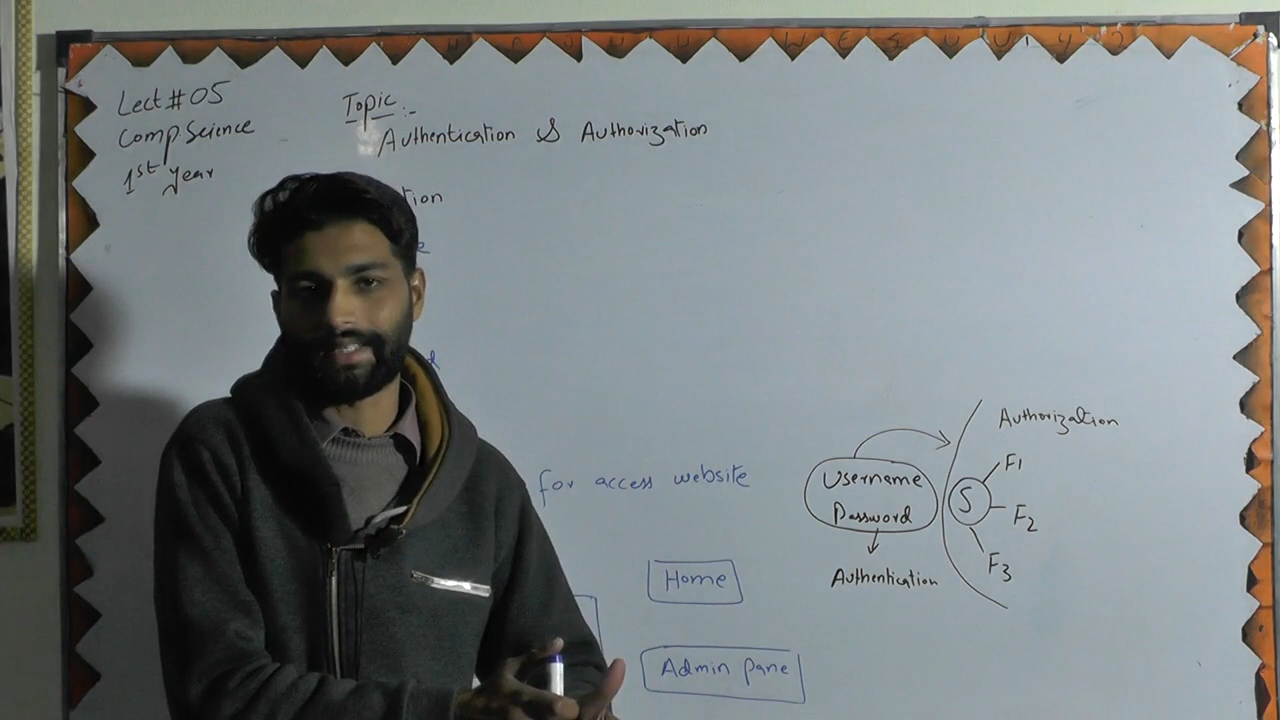 Lect # 05
Comp Science
1st Year
Topic:-
Authentication & Authorization
tion
for access website
Home
Admin Pane
Username
Password
Authentication
Authorization
S
F1
F2
F3